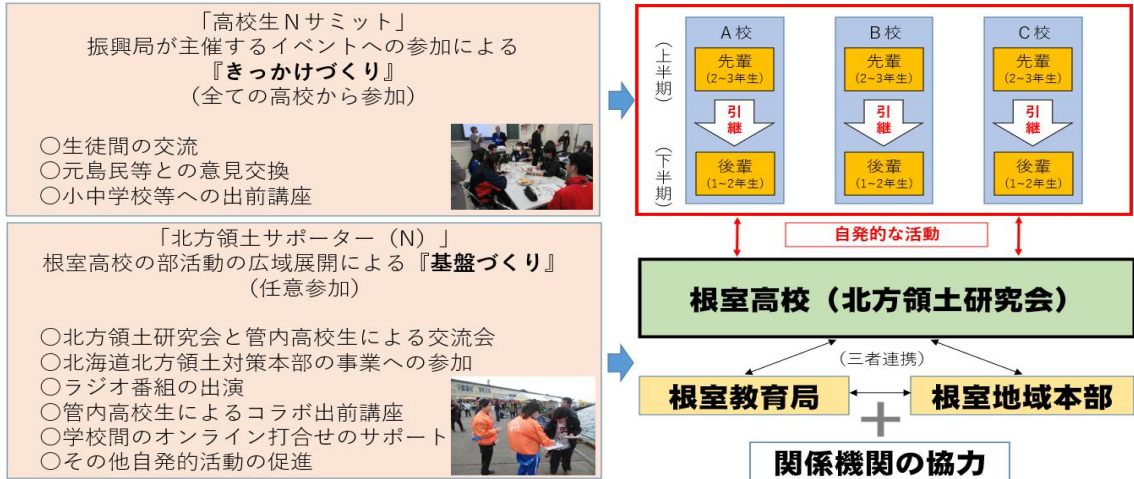 「高校生Nサミット」
振興局が主催するイベントへの参加による
『きっかけづくり』
（全ての高校から参加）
○生徒間の交流
○元島民等との意見交換
○小中学校等への出前講座
「北方領土サポーター（N）」
根室高校の部活動の広域展開による『基盤づくり』
（任意参加）
○北方領土研究会と管内高校生による交流会
○北海道北方領土対策本部の事業への参加
○ラジオ番組の出演
○管内高校生によるコラボ出前講座
○学校間のオンライン打合せのサポート
○その他自発的活動の促進
（上半期）
（下半期）
A校
先輩
(2~3年生)
引継
後輩
(1~2年生)
B校
先輩
(2~3年生)
引継
後輩
(1~2年生)
C校
先輩
(2~3年生)
引継
後輩
(1~2年生)
自発的な活動
根室高校（北方領土研究会）
（三者連携）
根室教育局
根室地域本部
＋
関係機関の協力